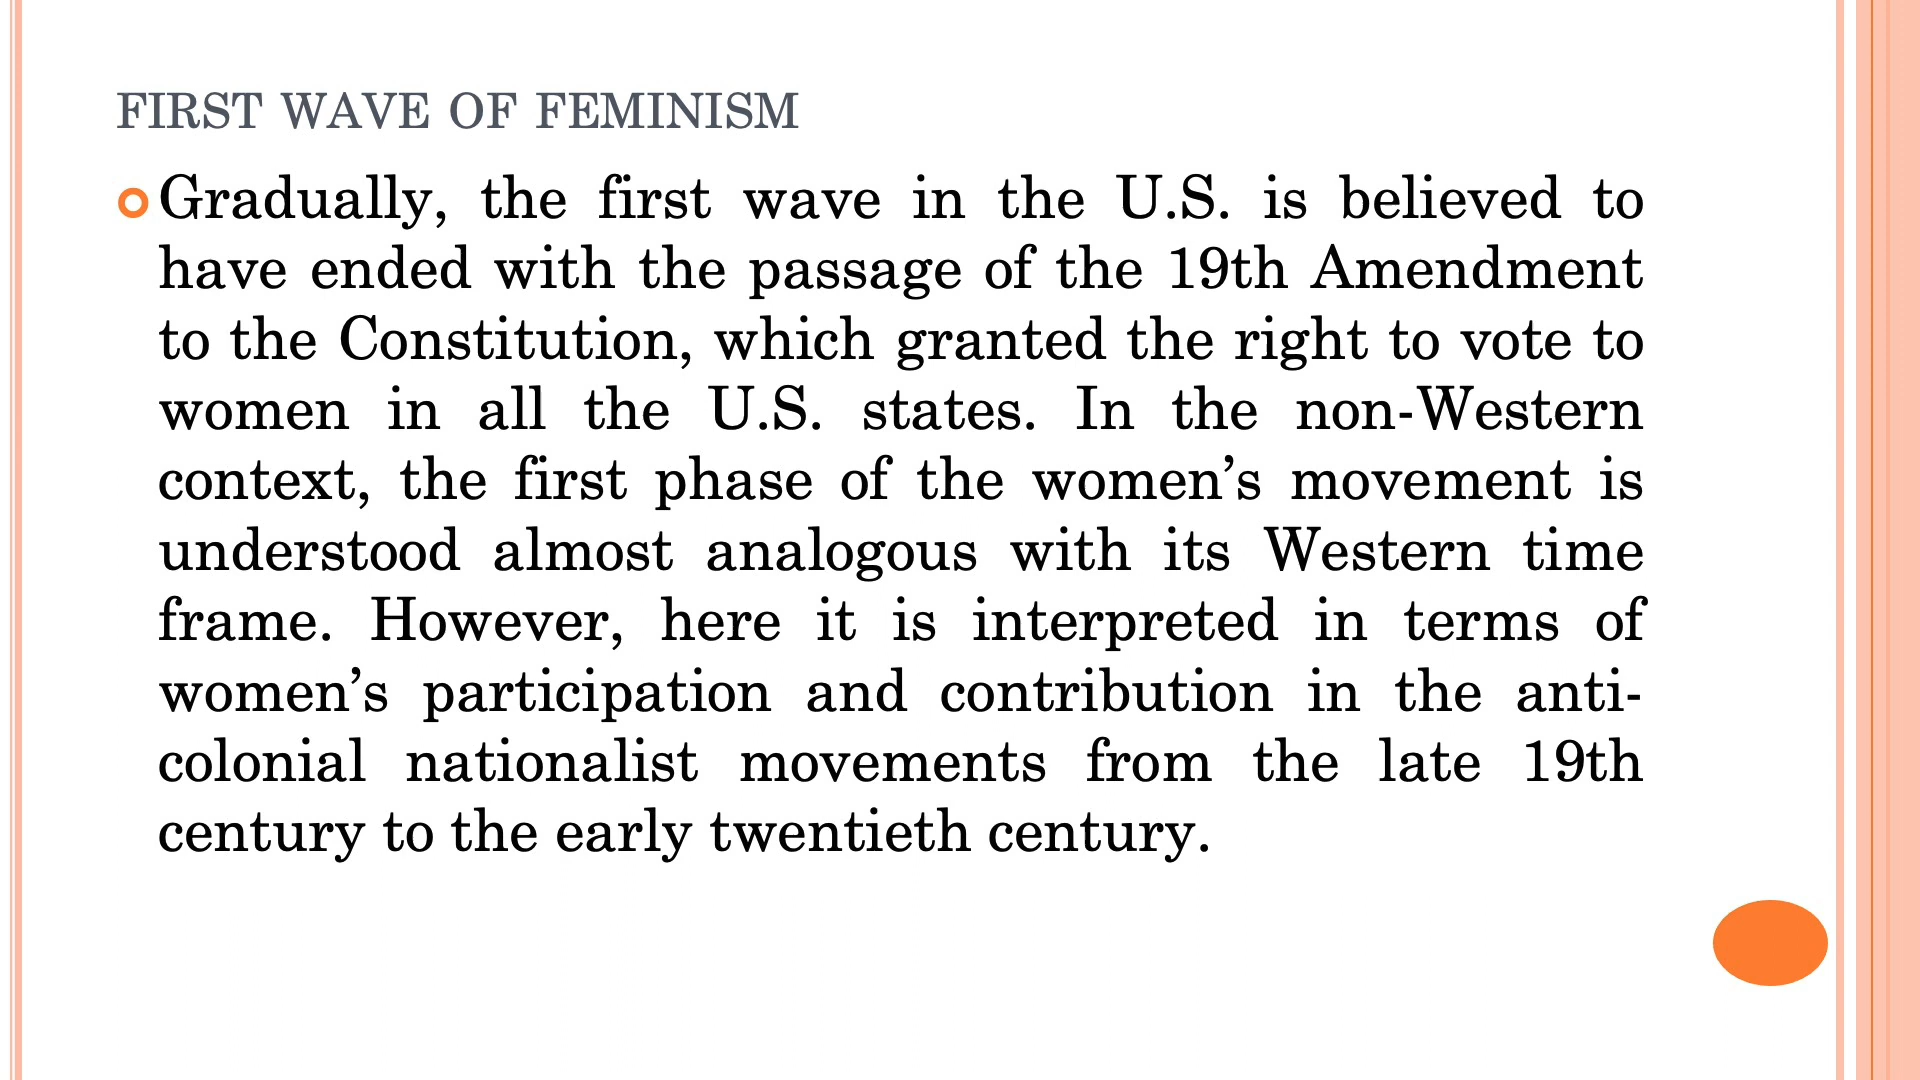 FIRST WAVE OF FEMINISM
Gradually, the first wave in the U.S. is believed to
have ended with the passage of the 19th Amendment
to the Constitution, which granted the right to vote to
women in all the U.S. states. In the non-Western
context, the first phase of the women’s movement is
understood almost analogous with its Western time
frame. However, here it is interpreted in terms of
women’s participation and contribution in the anti-
colonial nationalist movements from the late 19th
century to the early twentieth century.